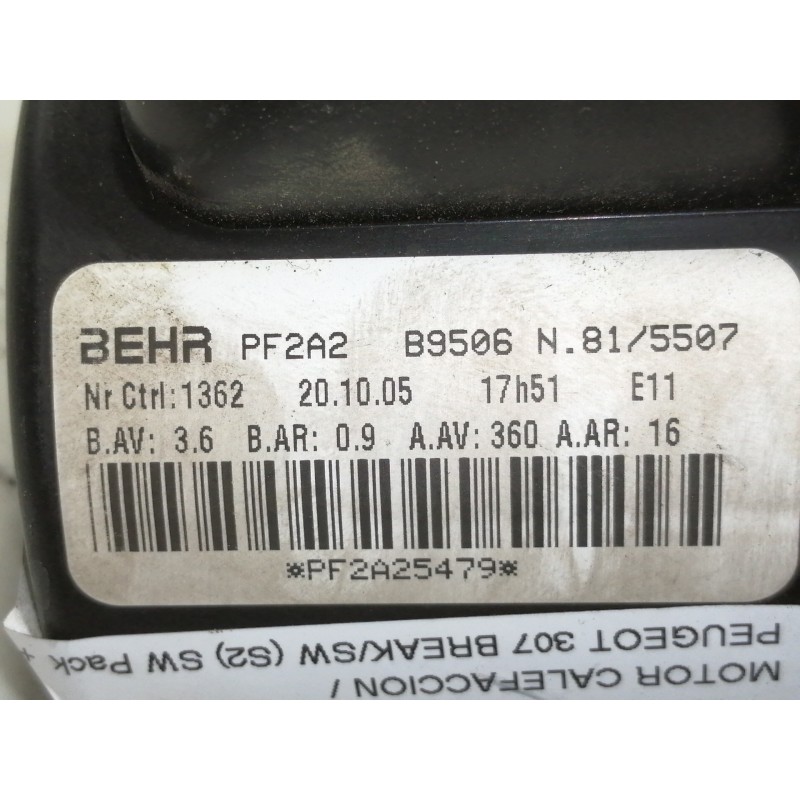 BEHR PF2A2 B9506 N.81/5507
Nr Ctrl:1362 20.10.05 17h51 E11
B.AV: 3.6 B.AR: 0.9 A.AV: 360 A.AR: 16
*PF2A25479*
MOTOR CALEFACCION /
PEUGEOT 307 BREAK/SW (S2) SW Pack +